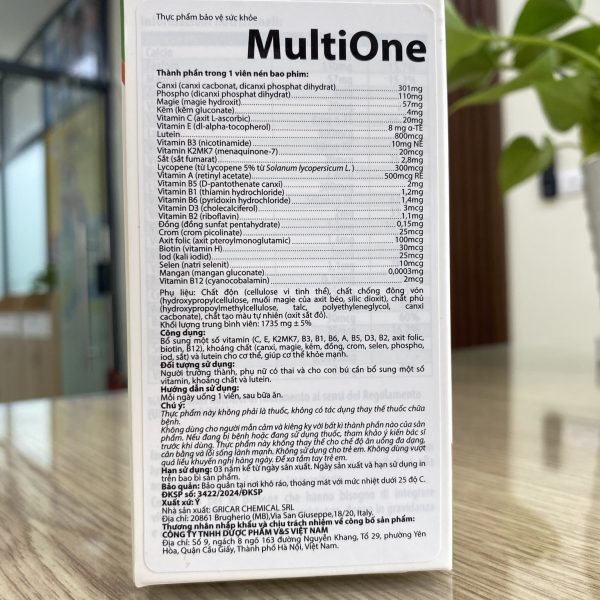 Thực phẩm bảo vệ sức khỏe
MultiOne
Thành phần trong 1 viên nén bao phim:
Canxi (canxi cacbonat, dicanxi phosphat dihydrat) 301mg
Phospho (dicanxi phosphat dihydrat) 110mg
Magie (magie hydroxit) 57mg
Kẽm (kẽm gluconate) 4mg
Vitamin C (axit L-ascorbic) 20mg
Vitamin E (dl-alpha-tocopherol) 8 mg α-TE
Lutein 800mcg
Vitamin B3 (nicotinamide) 10mg NE
Vitamin K2MK7 (menaquinone-7) 20mcg
Sắt (sắt fumarat) 2,8mg
Lycopene (từ Lycopene 5% từ Solanum lycopersicum L. ) 300mcg
Vitamin A (retinyl acetate) 500mcg RE
Vitamin B5 (D-pantothenate canxi) 2mg
Vitamin B1 (thiamin hydrochloride) 1,2mg
Vitamin B6 (pyridoxin hydrochloride) 1,4mg
Vitamin D3 (cholecalciferol) 3mcg
Vitamin B2 (riboflavin) 1,1mg
Đồng (đồng sunfat pentahydrate) 0,15mg
Crom (crom picolinate) 25mcg
Axit folic (axit pteroylmonoglutamic) 100mcg
Biotin (vitamin H) 30mcg
Iod (kali iodid) 25mcg
Selen (natri selenit) 10mcg
Mangan (mangan gluconate) 0,0003mg
Vitamin B12 (cyanocobalamin) 2mcg
Phụ liệu: Chất độn (cellulose vi tinh thể), chất chống đông vón
(hydroxypropylcellulose, muối magie của axit béo, silic dioxit), chất phủ
(hydroxypropylmethylcellulose, talc, polyethyleneglycol, canxi
cacbonate), chất tạo màu tự nhiên (oxit sắt đỏ).
Khối lượng trung bình viên: 1735 mg ± 5%
Công dụng:
Bổ sung một số vitamin (C, E, K2MK7, B3, B1, B6, A, B5, D3, B2, axit folic,
biotin, B12), khoáng chất (canxi, magie, kẽm, đồng, crom, selen, phospho,
iod, sắt) và lutein cho cơ thể, giúp cơ thể khỏe mạnh.
Đối tượng sử dụng:
Người trưởng thành, phụ nữ có thai và cho con bú cần bổ sung một số
vitamin, khoáng chất và lutein.
Hướng dẫn sử dụng:
Mỗi ngày uống 1 viên, sau bữa ăn.
Chú ý:
Thực phẩm này không phải là thuốc, không có tác dụng thay thế thuốc chữa
bệnh.
Không dùng cho người mẫn cảm và kiêng kỵ với bất kì thành phần nào của sản
phẩm. Nếu đang bị bệnh hoặc đang sử dụng thuốc, tham khảo ý kiến bác sĩ
trước khi dùng. Thực phẩm này không thay thế cho chế độ ăn uống đa dạng,
cân bằng và lối sống lành mạnh. Không sử dụng cho trẻ em. Không dùng vượt
quá liều khuyến nghị hàng ngày. Để xa tầm tay trẻ em.
Hạn sử dụng: 03 năm kể từ ngày sản xuất. Ngày sản xuất và hạn sử dụng in
trên bao bì sản phẩm.
Bảo quản: Bảo quản tại nơi khô ráo, thoáng mát với mức nhiệt dưới 25 độ C.
ĐKSP số: 3422/2024/ĐKSP
Xuất xứ: Ý
Nhà sản xuất: GRICAR CHEMICAL SRL
Địa chỉ: 20861 Brugherio (MB),Via San Giuseppe,18/20, Italy.
Thương nhân nhập khẩu và chịu trách nhiệm về công bố sản phẩm:
CÔNG TY TNHH DƯỢC PHẨM V&S VIỆT NAM
Địa chỉ: Số 9, ngách 8 ngõ 163 đường Nguyễn Khang, Tổ 29, phường Yên
Hòa, Quận Cầu Giấy, Thành phố Hà Nội, Việt Nam.